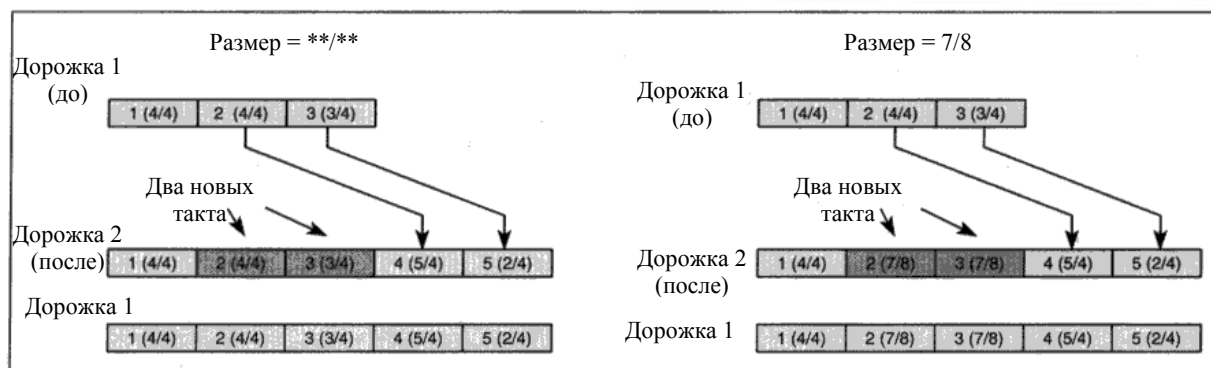 Размер = **/**
Дорожка 1
(до)
1 (4/4) 2 (4/4) 3 (3/4)
Два новых
такта
Дорожка 2
(после)
1 (4/4) 2 (4/4) 3 (3/4) 4 (5/4) 5 (2/4)
Дорожка 1
1 (4/4) 2 (4/4) 3 (3/4) 4 (5/4) 5 (2/4)
Размер = 7/8
Дорожка 1
(до)
1 (4/4) 2 (4/4) 3 (3/4)
Два новых
такта
Дорожка 2
(после)
1 (4/4) 2 (7/8) 3 (7/8) 4 (5/4) 5 (2/4)
Дорожка 1
1 (4/4) 2 (7/8) 3 (7/8) 4 (5/4) 5 (2/4)